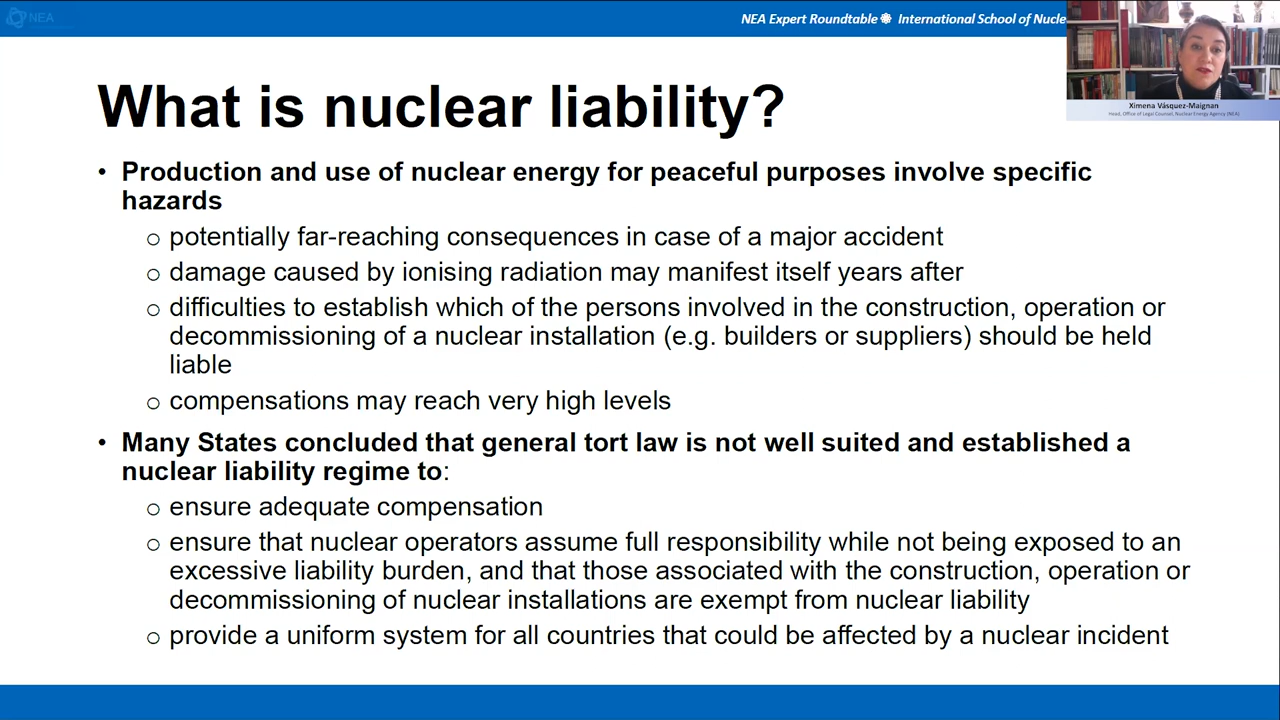 NEA
NEA Expert Roundtable ❋ International School of Nucle
Ximena Vásquez-Maignan
Head, Office of Legal Counsel, Nuclear Energy Agency (NEA)
What is nuclear liability?
• Production and use of nuclear energy for peaceful purposes involve specific
hazards
o potentially far-reaching consequences in case of a major accident
o damage caused by ionising radiation may manifest itself years after
o difficulties to establish which of the persons involved in the construction, operation or
decommissioning of a nuclear installation (e.g. builders or suppliers) should be held
liable
o compensations may reach very high levels
• Many States concluded that general tort law is not well suited and established a
nuclear liability regime to:
o ensure adequate compensation
o ensure that nuclear operators assume full responsibility while not being exposed to an
excessive liability burden, and that those associated with the construction, operation or
decommissioning of nuclear installations are exempt from nuclear liability
o provide a uniform system for all countries that could be affected by a nuclear incident